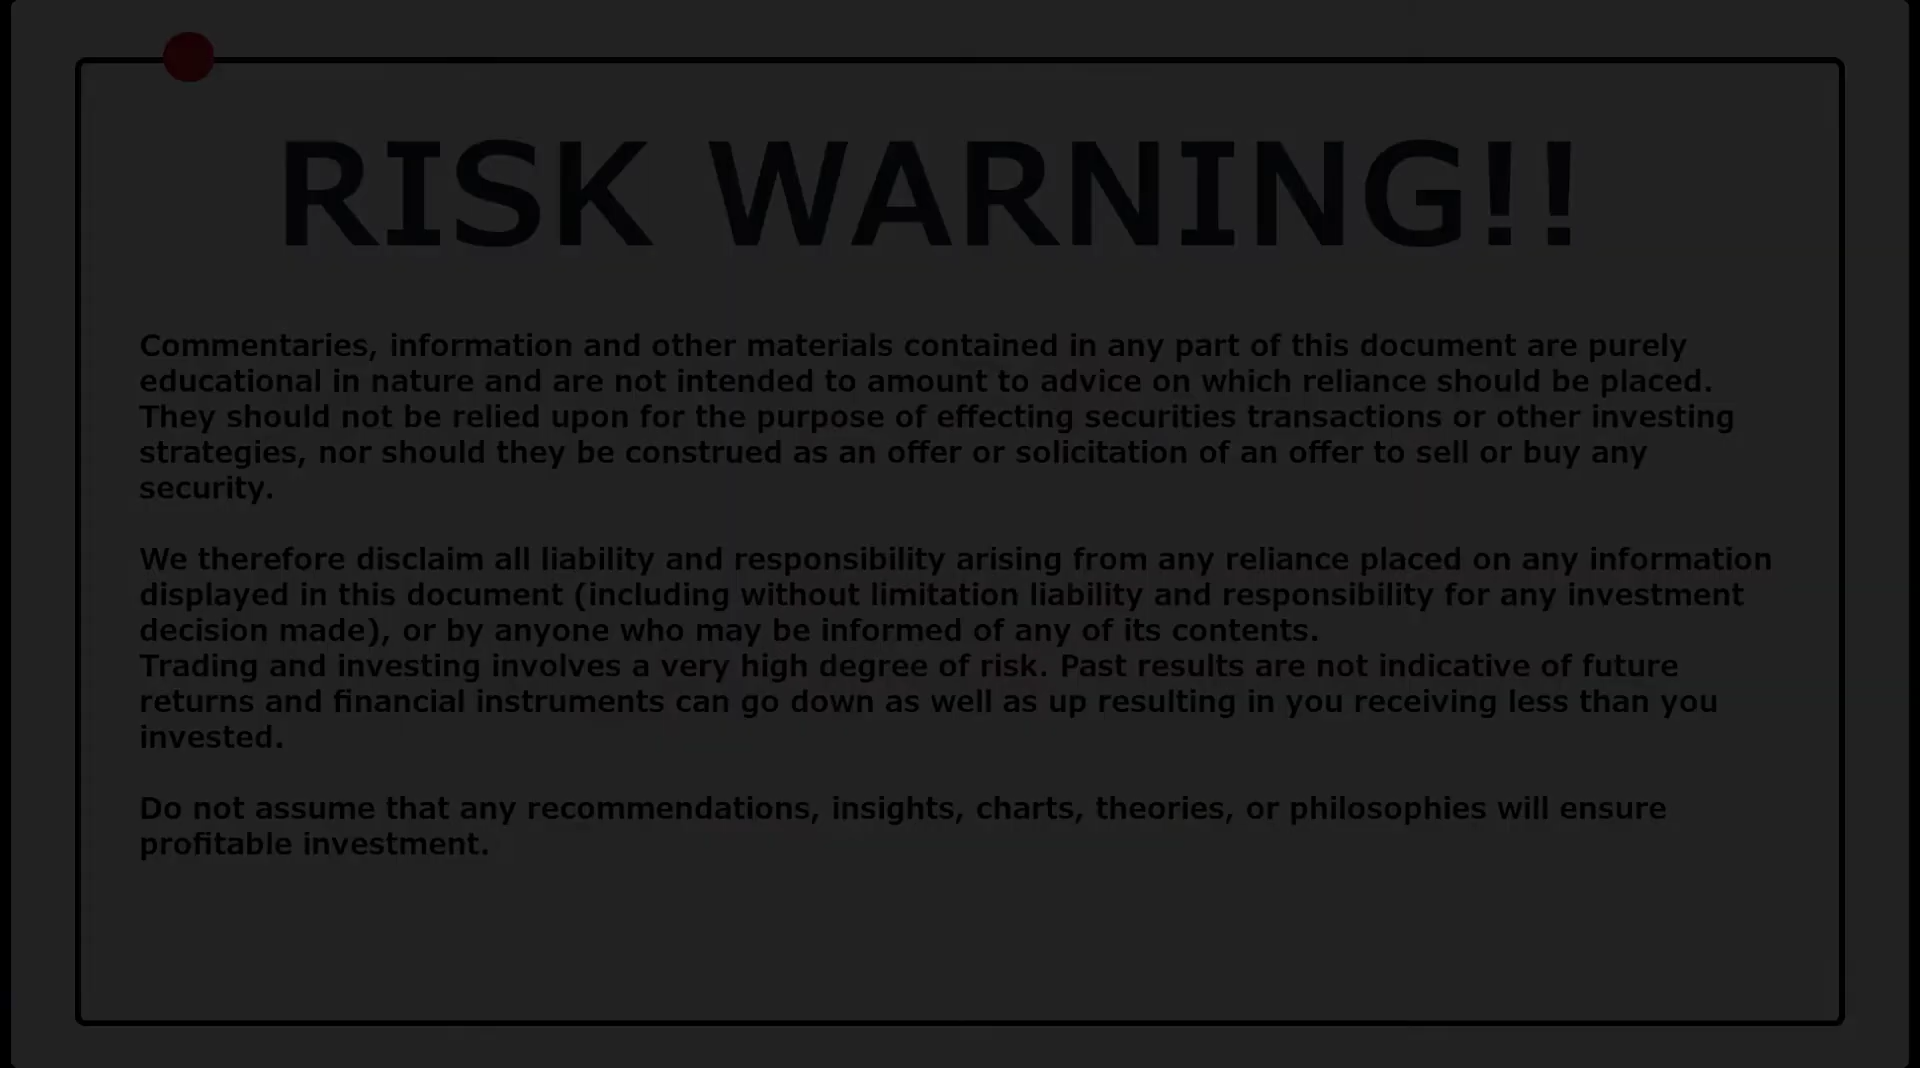 RISK WARNING!!
Commentaries, information and other materials contained in any part of this document are purely
educational in nature and are not intended to amount to advice on which reliance should be placed.
They should not be relied upon for the purpose of effecting securities transactions or other investing
strategies, nor should they be construed as an offer or solicitation of an offer to sell or buy any
security.
We therefore disclaim all liability and responsibility arising from any reliance placed on any information
displayed in this document (including without limitation liability and responsibility for any investment
decision made), or by anyone who may be informed of any of its contents.
Trading and investing involves a very high degree of risk. Past results are not indicative of future
returns and financial instruments can go down as well as up resulting in you receiving less than you
invested.
Do not assume that any recommendations, insights, charts, theories, or philosophies will ensure
profitable investment.